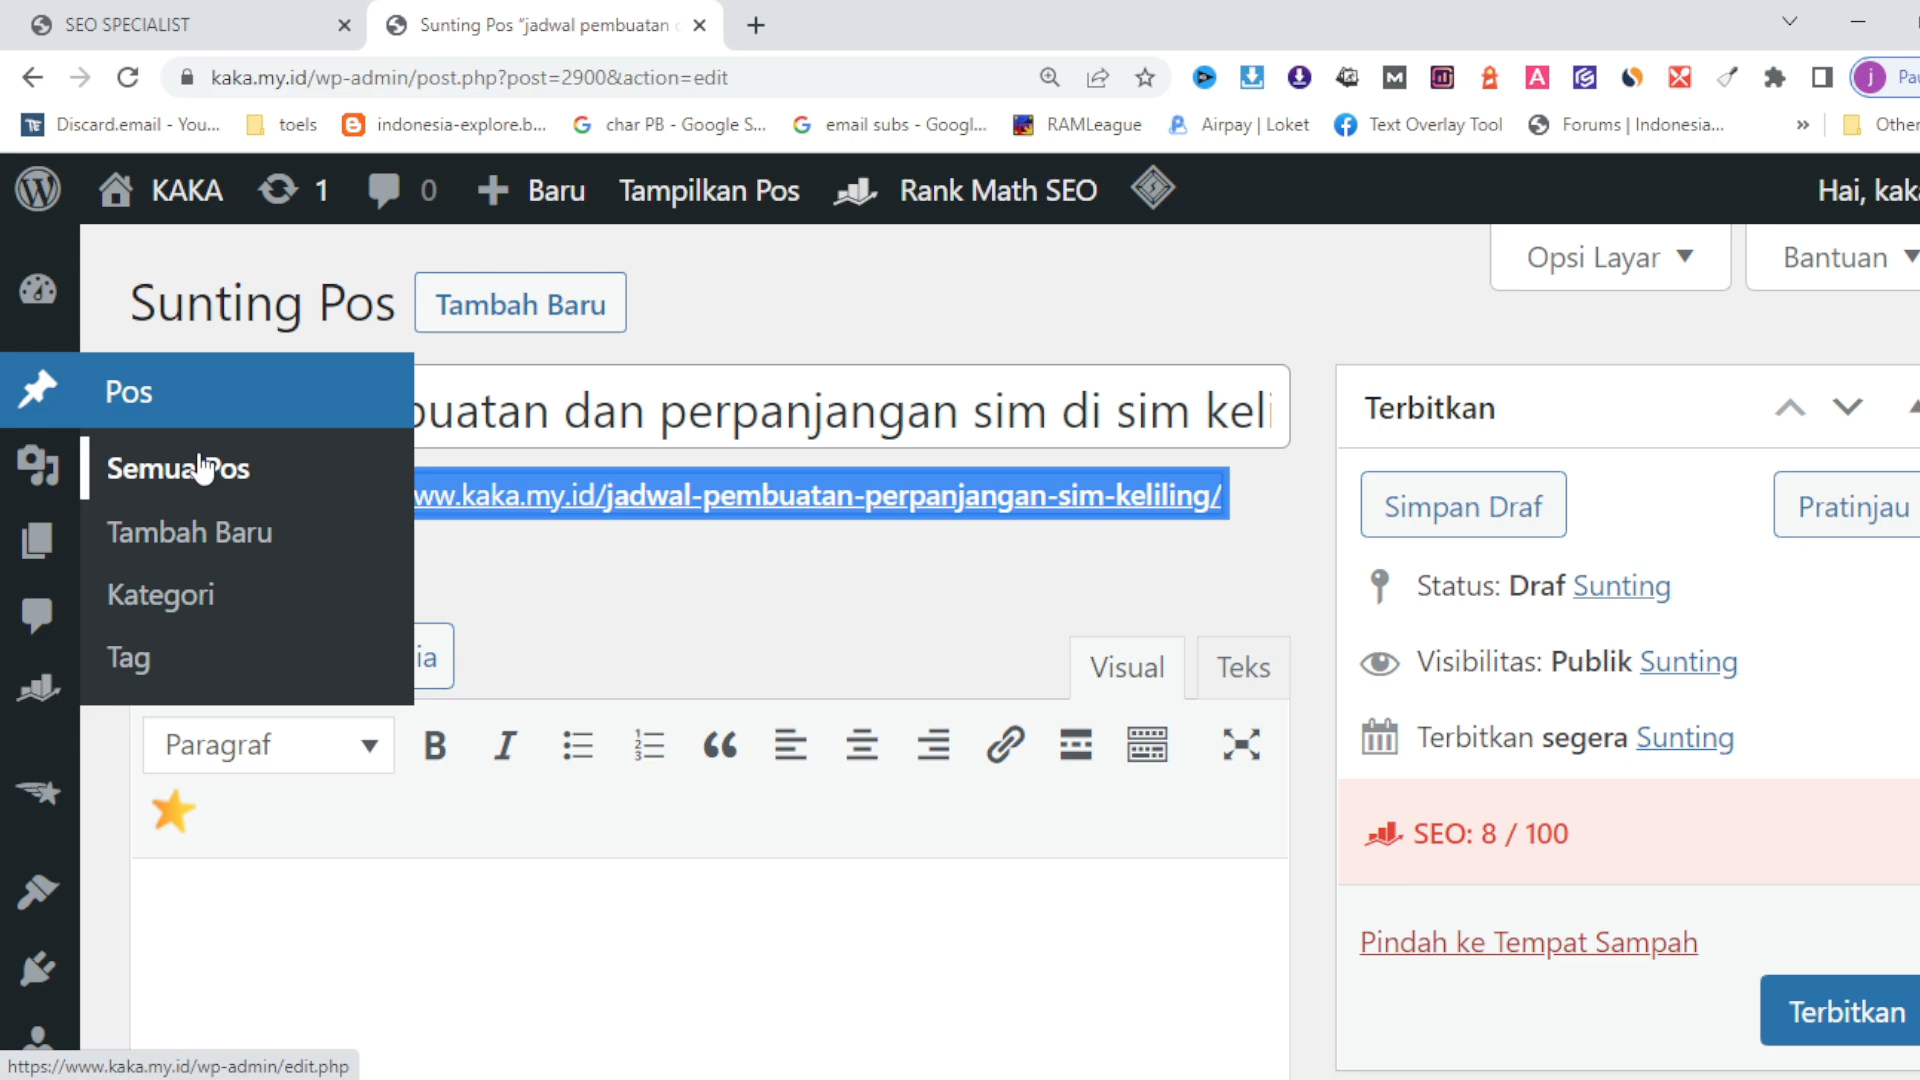 SEO SPECIALIST
Sunting Pos "jadwal pembuatan
kaka.my.id/wp-admin/post.php?post=2900&action=edit
Discard.email - You...
toels
indonesia-explore.b...
char PB - Google S...
email subs - Googl...
RAMLeague
Airpay | Loket
Text Overlay Tool
Forums | Indonesia...
Other
KAKA
1
0
Baru
Tampilkan Pos
Rank Math SEO
Hai, kaka
Opsi Layar
Bantuan
Sunting Pos
Tambah Baru
Pos
buatan dan perpanjangan sim di sim keli
Semua Pos
ww.kaka.my.id/jadwal-pembuatan-perpanjangan-sim-keliling/
Tambah Baru
Kategori
Tag
ia
Visual
Teks
Paragraf
Terbitkan
Simpan Draf
Pratinjau
Status: Draf Sunting
Visibilitas: Publik Sunting
Terbitkan segera Sunting
SEO: 8 / 100
Pindah ke Tempat Sampah
Terbitkan
https://www.kaka.my.id/wp-admin/edit.php